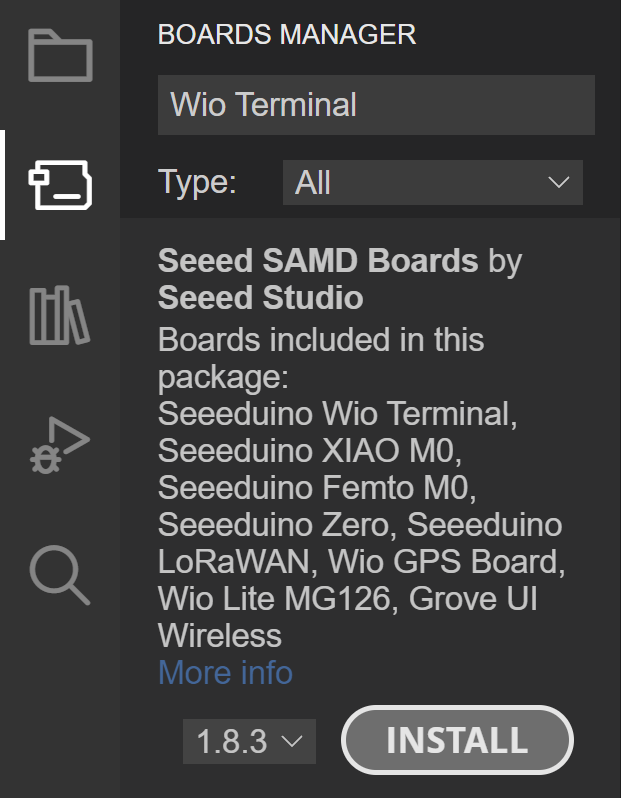 BOARDS MANAGER
Wio Terminal
Type: All
Seeed SAMD Boards by
Seeed Studio
Boards included in this
package:
Seeeduino Wio Terminal,
Seeeduino XIAO M0,
Seeeduino Femto M0,
Seeeduino Zero, Seeeduino
LoRaWAN, Wio GPS Board,
Wio Lite MG126, Grove UI
Wireless
More info
1.8.3 INSTALL